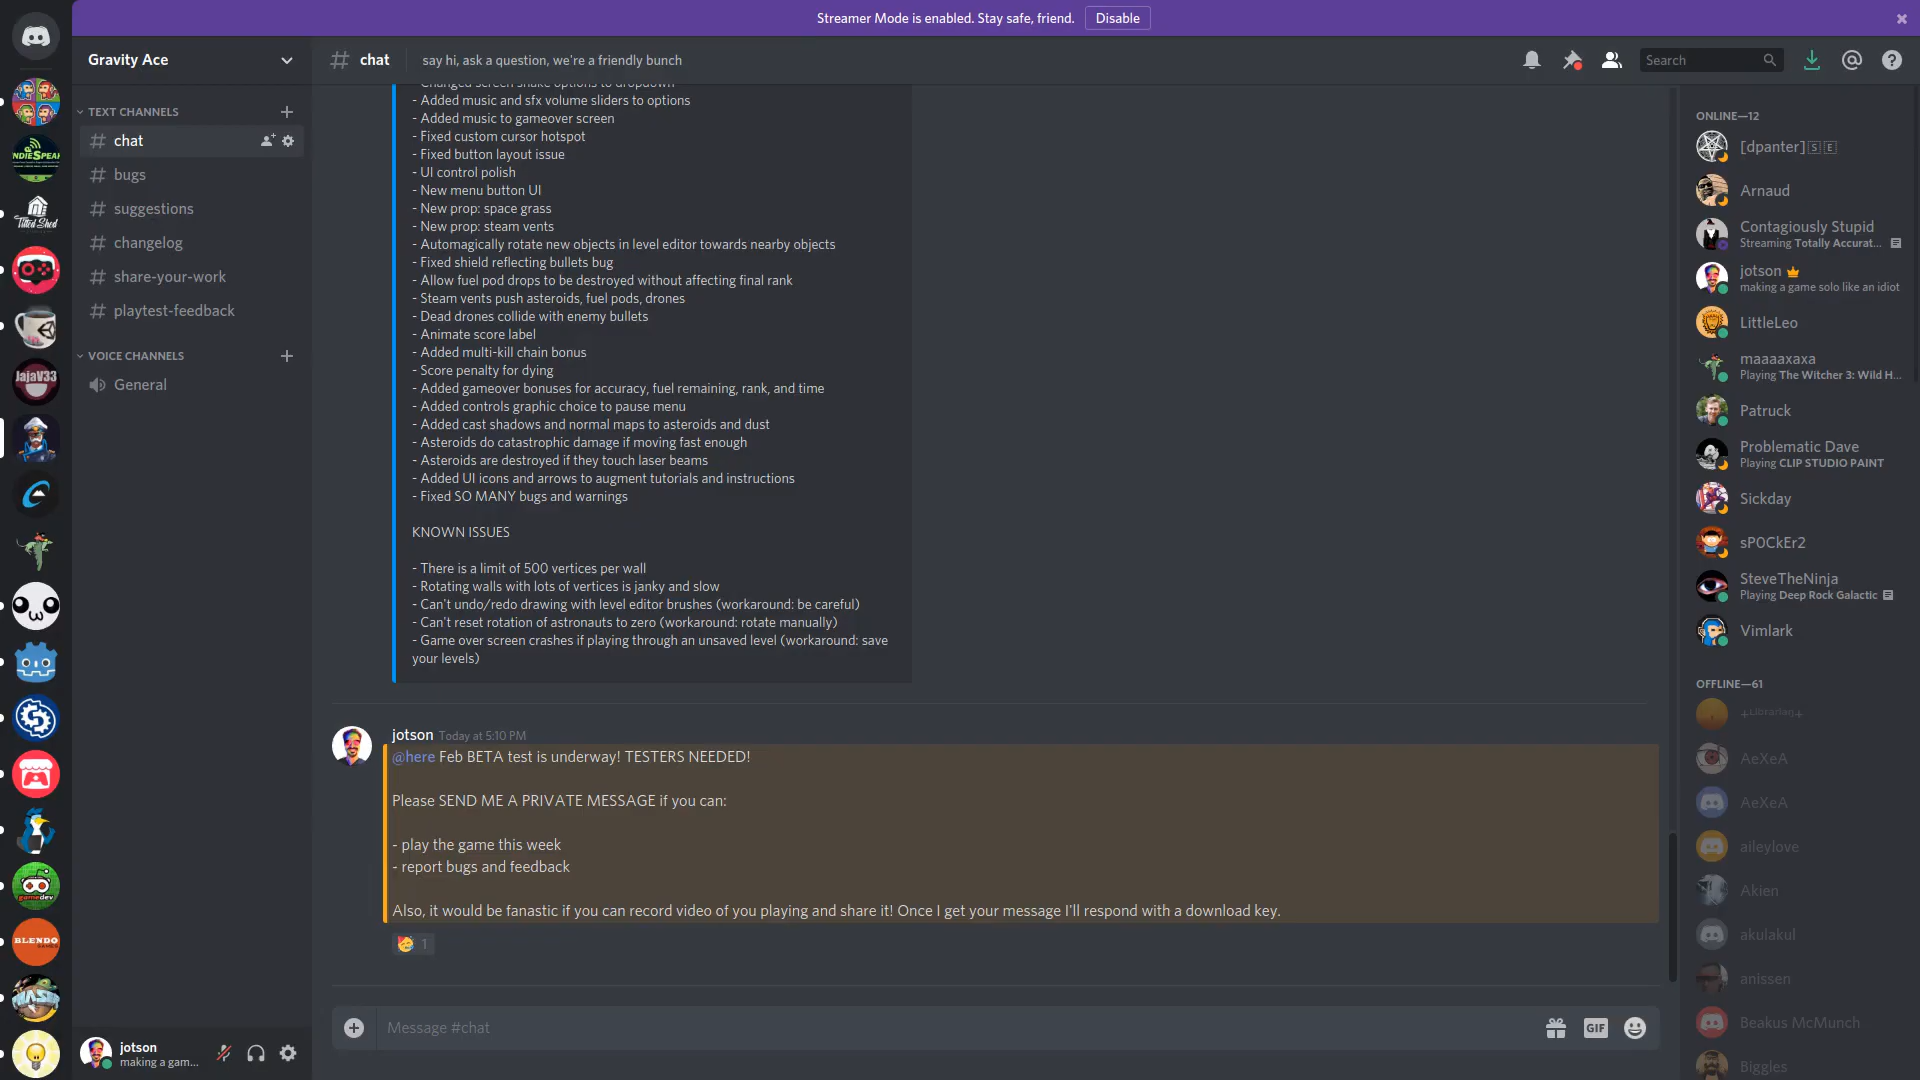 Streamer Mode is enabled. Stay safe, friend.
Disable
Gravity Ace
chat
say hi, ask a question, we're a friendly bunch
Search
TEXT CHANNELS
chat
bugs
suggestions
changelog
share-your-work
playtest-feedback
VOICE CHANNELS
General
- Changed screen shake options to dropdown
- Added music and sfx volume sliders to options
- Added music to gameover screen
- Fixed custom cursor hotspot
- Fixed button layout issue
- UI control polish
- New menu button UI
- New prop: space grass
- New prop: steam vents
- Automagically rotate new objects in level editor towards nearby objects
- Fixed shield reflecting bullets bug
- Allow fuel pod drops to be destroyed without affecting final rank
- Steam vents push asteroids, fuel pods, drones
- Dead drones collide with enemy bullets
- Animate score label
- Added multi-kill chain bonus
- Score penalty for dying
- Added gameover bonuses for accuracy, fuel remaining, rank, and time
- Added controls graphic choice to pause menu
- Added cast shadows and normal maps to asteroids and dust
- Asteroids do catastrophic damage if moving fast enough
- Asteroids are destroyed if they touch laser beams
- Added UI icons and arrows to augment tutorials and instructions
- Fixed SO MANY bugs and warnings
KNOWN ISSUES
- There is a limit of 500 vertices per wall
- Rotating walls with lots of vertices is janky and slow
- Can't undo/redo drawing with level editor brushes (workaround: be careful)
- Can't reset rotation of astronauts to zero (workaround: rotate manually)
- Game over screen crashes if playing through an unsaved level (workaround: save
your levels)
jotson Today at 5:10 PM
@here Feb BETA test is underway! TESTERS NEEDED!
Please SEND ME A PRIVATE MESSAGE if you can:
- play the game this week
- report bugs and feedback
Also, it would be fanastic if you can record video of you playing and share it! Once I get your message I'll respond with a download key.
1
Message #chat
GIF
ONLINE—12
[dpanter]🅂🄴
Arnaud
Contagiously Stupid
Streaming Totally Accurat...
jotson
making a game solo like an idiot
LittleLeo
maaaaxaxa
Playing The Witcher 3: Wild H...
Patruck
Problematic Dave
Playing CLIP STUDIO PAINT
Sickday
sP0CkEr2
SteveTheNinja
Playing Deep Rock Galactic
Vimlark
OFFLINE—61
+ᴸⁱᵇʳᵃʳⁱᵃⁿ+
AeXeA
AeXeA
aileylove
Akien
akulakul
anissen
Beakus McMunch
Biggles
jotson
making a gam...
INDIESPEAK
Tilted Shed
JajaV33
gamedev
BLENDO
GAMES